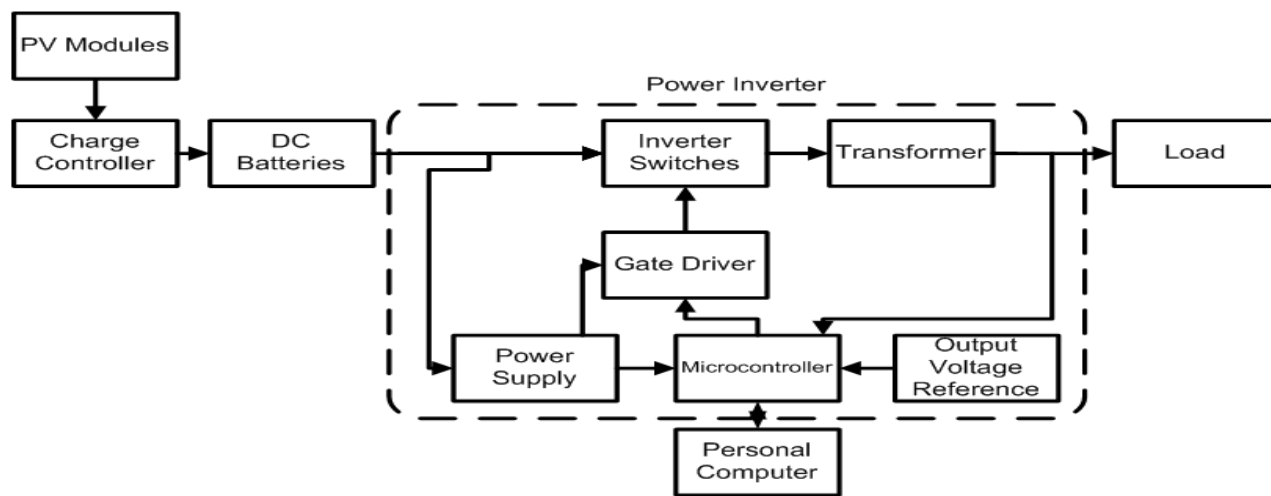 PV Modules
Power Inverter
Charge
Controller
DC
Batteries
Inverter
Switches
Transformer
Load
Gate Driver
Power
Supply
Microcontroller
Output
Voltage
Reference
Personal
Computer